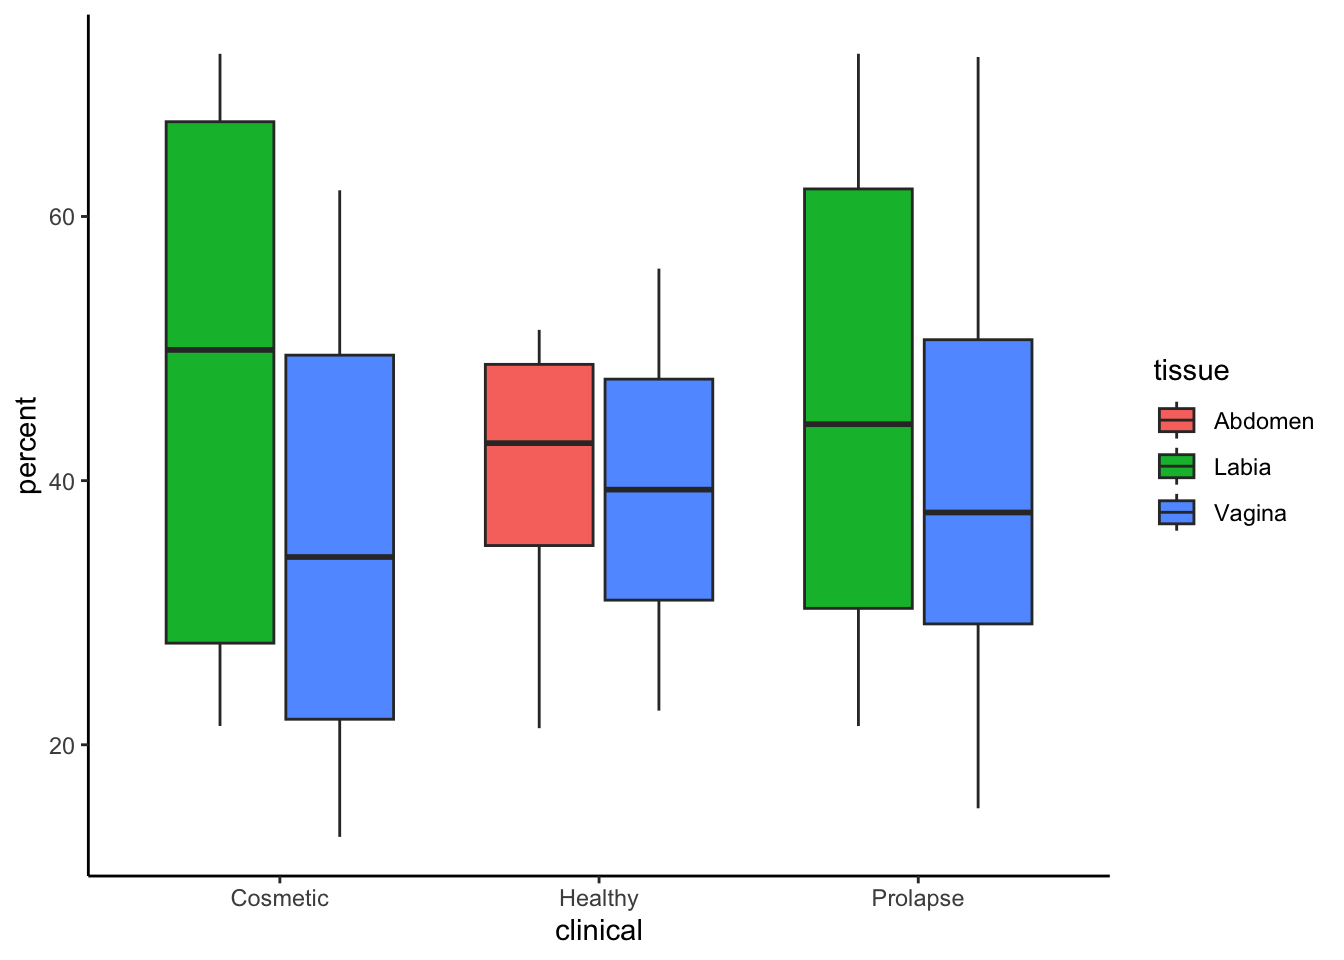 percent
60
40
20
Cosmetic
Healthy
Prolapse
clinical
tissue
Abdomen
Labia
Vagina